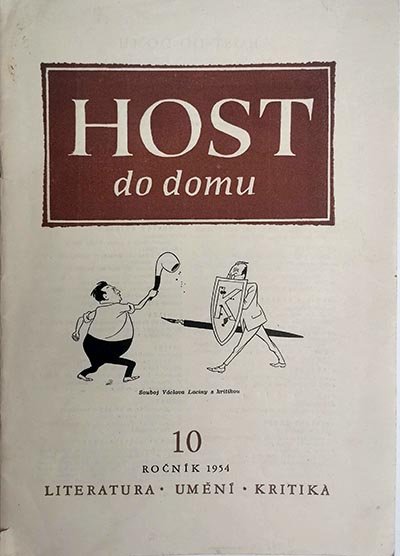 HOST
do domu
Souboj Václava Laciny s kritikou
10
ROČNÍK 1954
LITERATURA • UMĚNÍ • KRITIKA